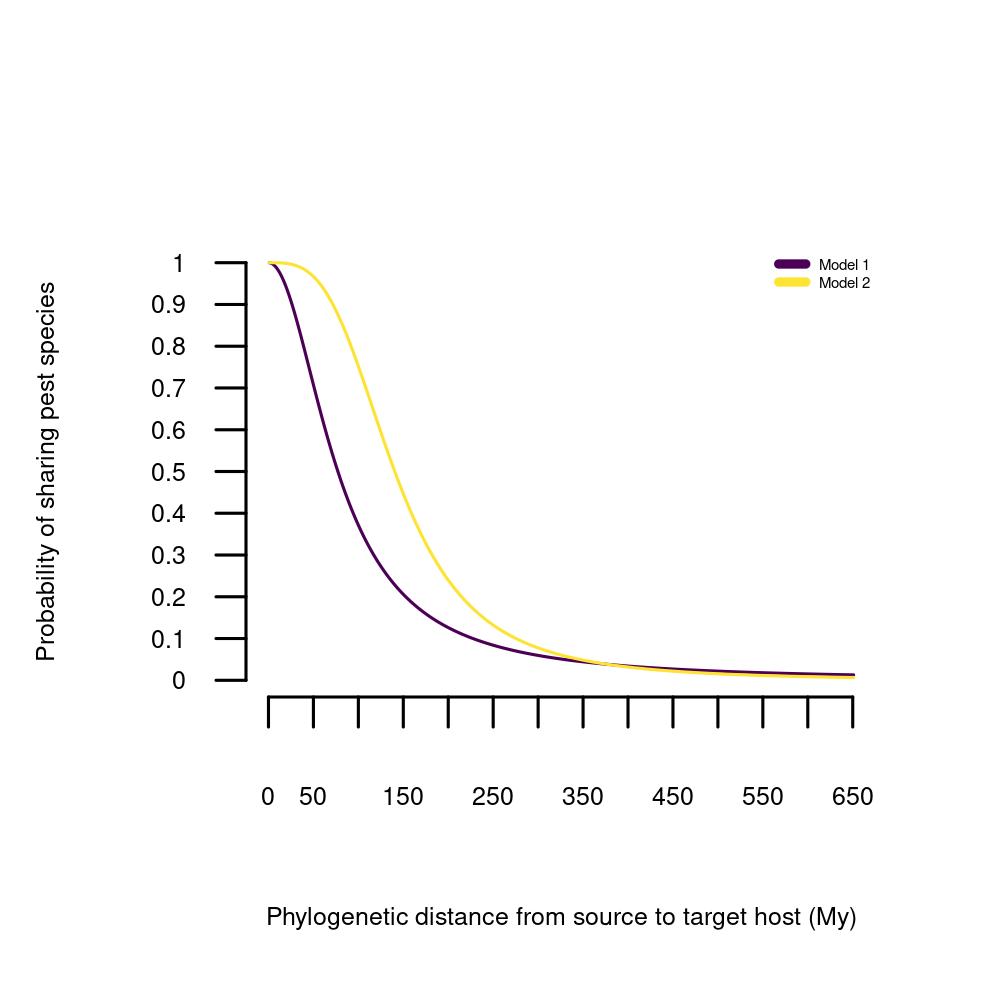 Model 1
Model 2
Probability of sharing pest species
1
0.9
0.8
0.7
0.6
0.5
0.4
0.3
0.2
0.1
0
0 50 150 250 350 450 550 650
Phylogenetic distance from source to target host (My)